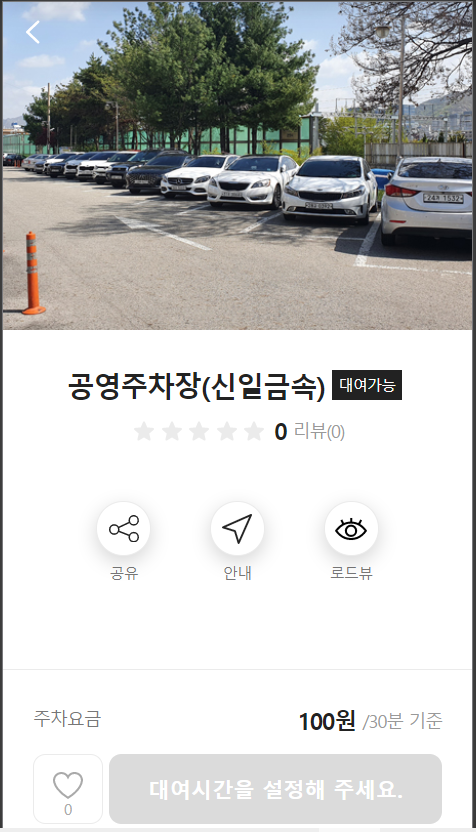 공영주차장(신일금속) 대여가능
0 리뷰(0)
공유
안내
로드뷰
주차요금
100원 /30분 기준
0
대여시간을 설정해 주세요.